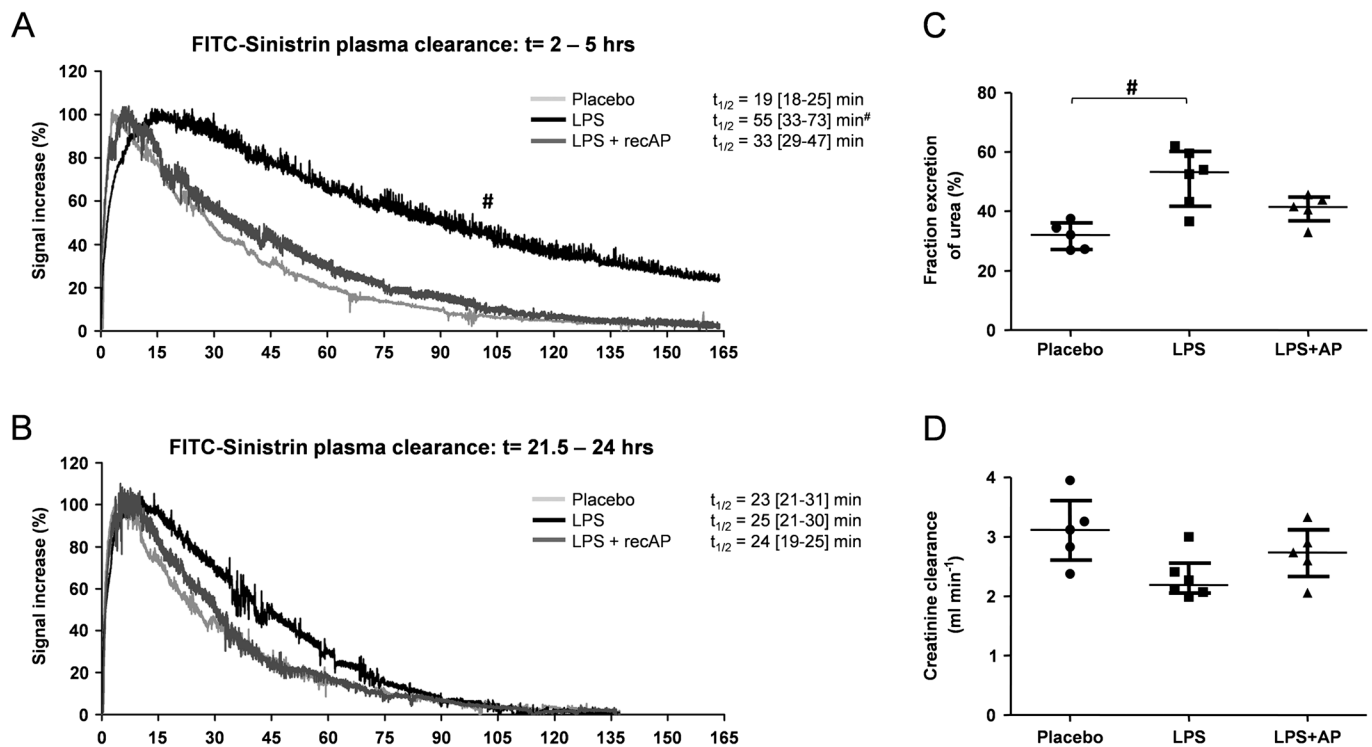 A
FITC-Sinistrin plasma clearance: t= 2 – 5 hrs
Signal increase (%)
120
100
80
60
40
20
0
0 15 30 45 60 75 90 105 120 135 150 165
Placebo t1/2 = 19 [18-25] min
LPS t1/2 = 55 [33-73] min#
LPS + recAP t1/2 = 33 [29-47] min
#
B
FITC-Sinistrin plasma clearance: t= 21.5 – 24 hrs
Signal increase (%)
120
100
80
60
40
20
0
0 15 30 45 60 75 90 105 120 135 150 165
Placebo t1/2 = 23 [21-31] min
LPS t1/2 = 25 [21-30] min
LPS + recAP t1/2 = 24 [19-25] min
C
Fraction excretion
of urea (%)
80
60
40
20
0
#
Placebo LPS LPS+AP
D
Creatinine clearance
(ml min-1)
4
3
2
1
0
Placebo LPS LPS+AP